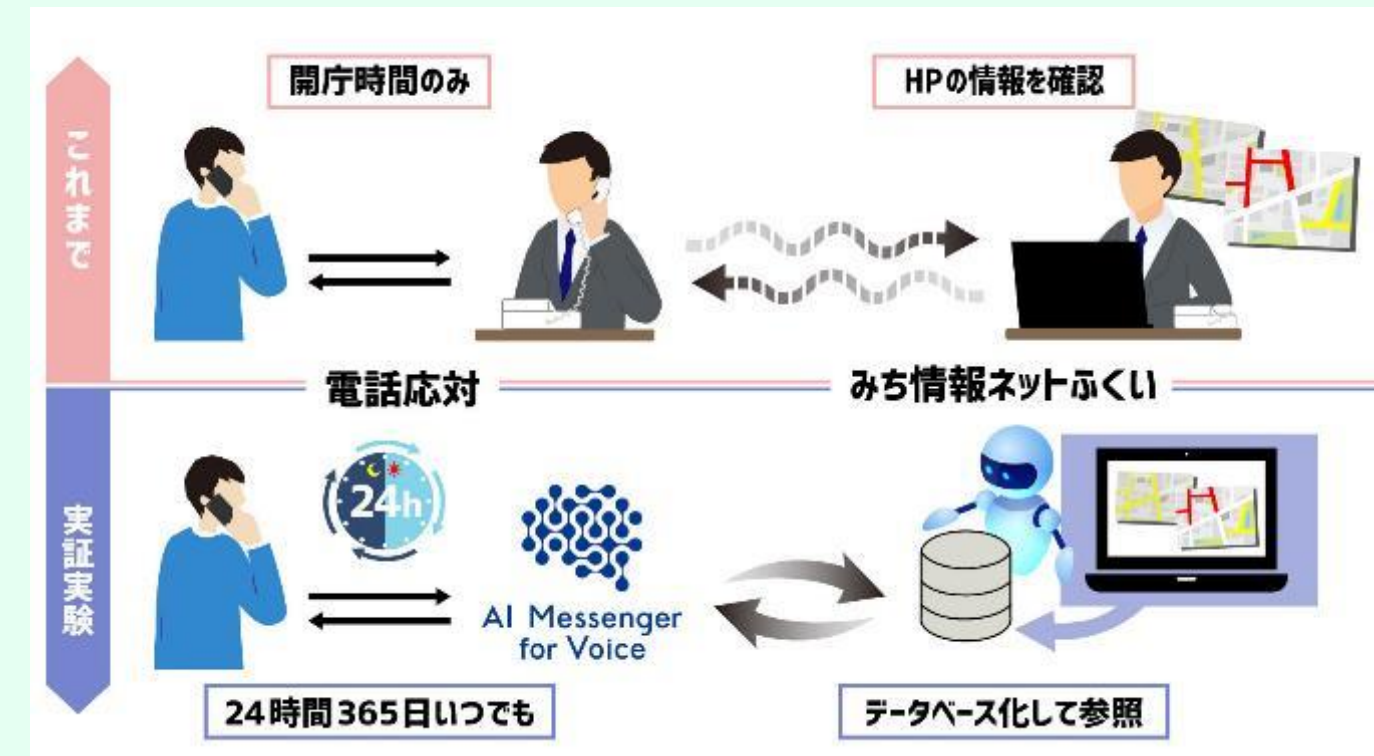 開庁時間のみ
HPの情報を確認
これまで
電話応対
みち情報ネットふくい
実証実験
24h
AI Messenger
for Voice
24時間365日いつでも
データベース化して参照